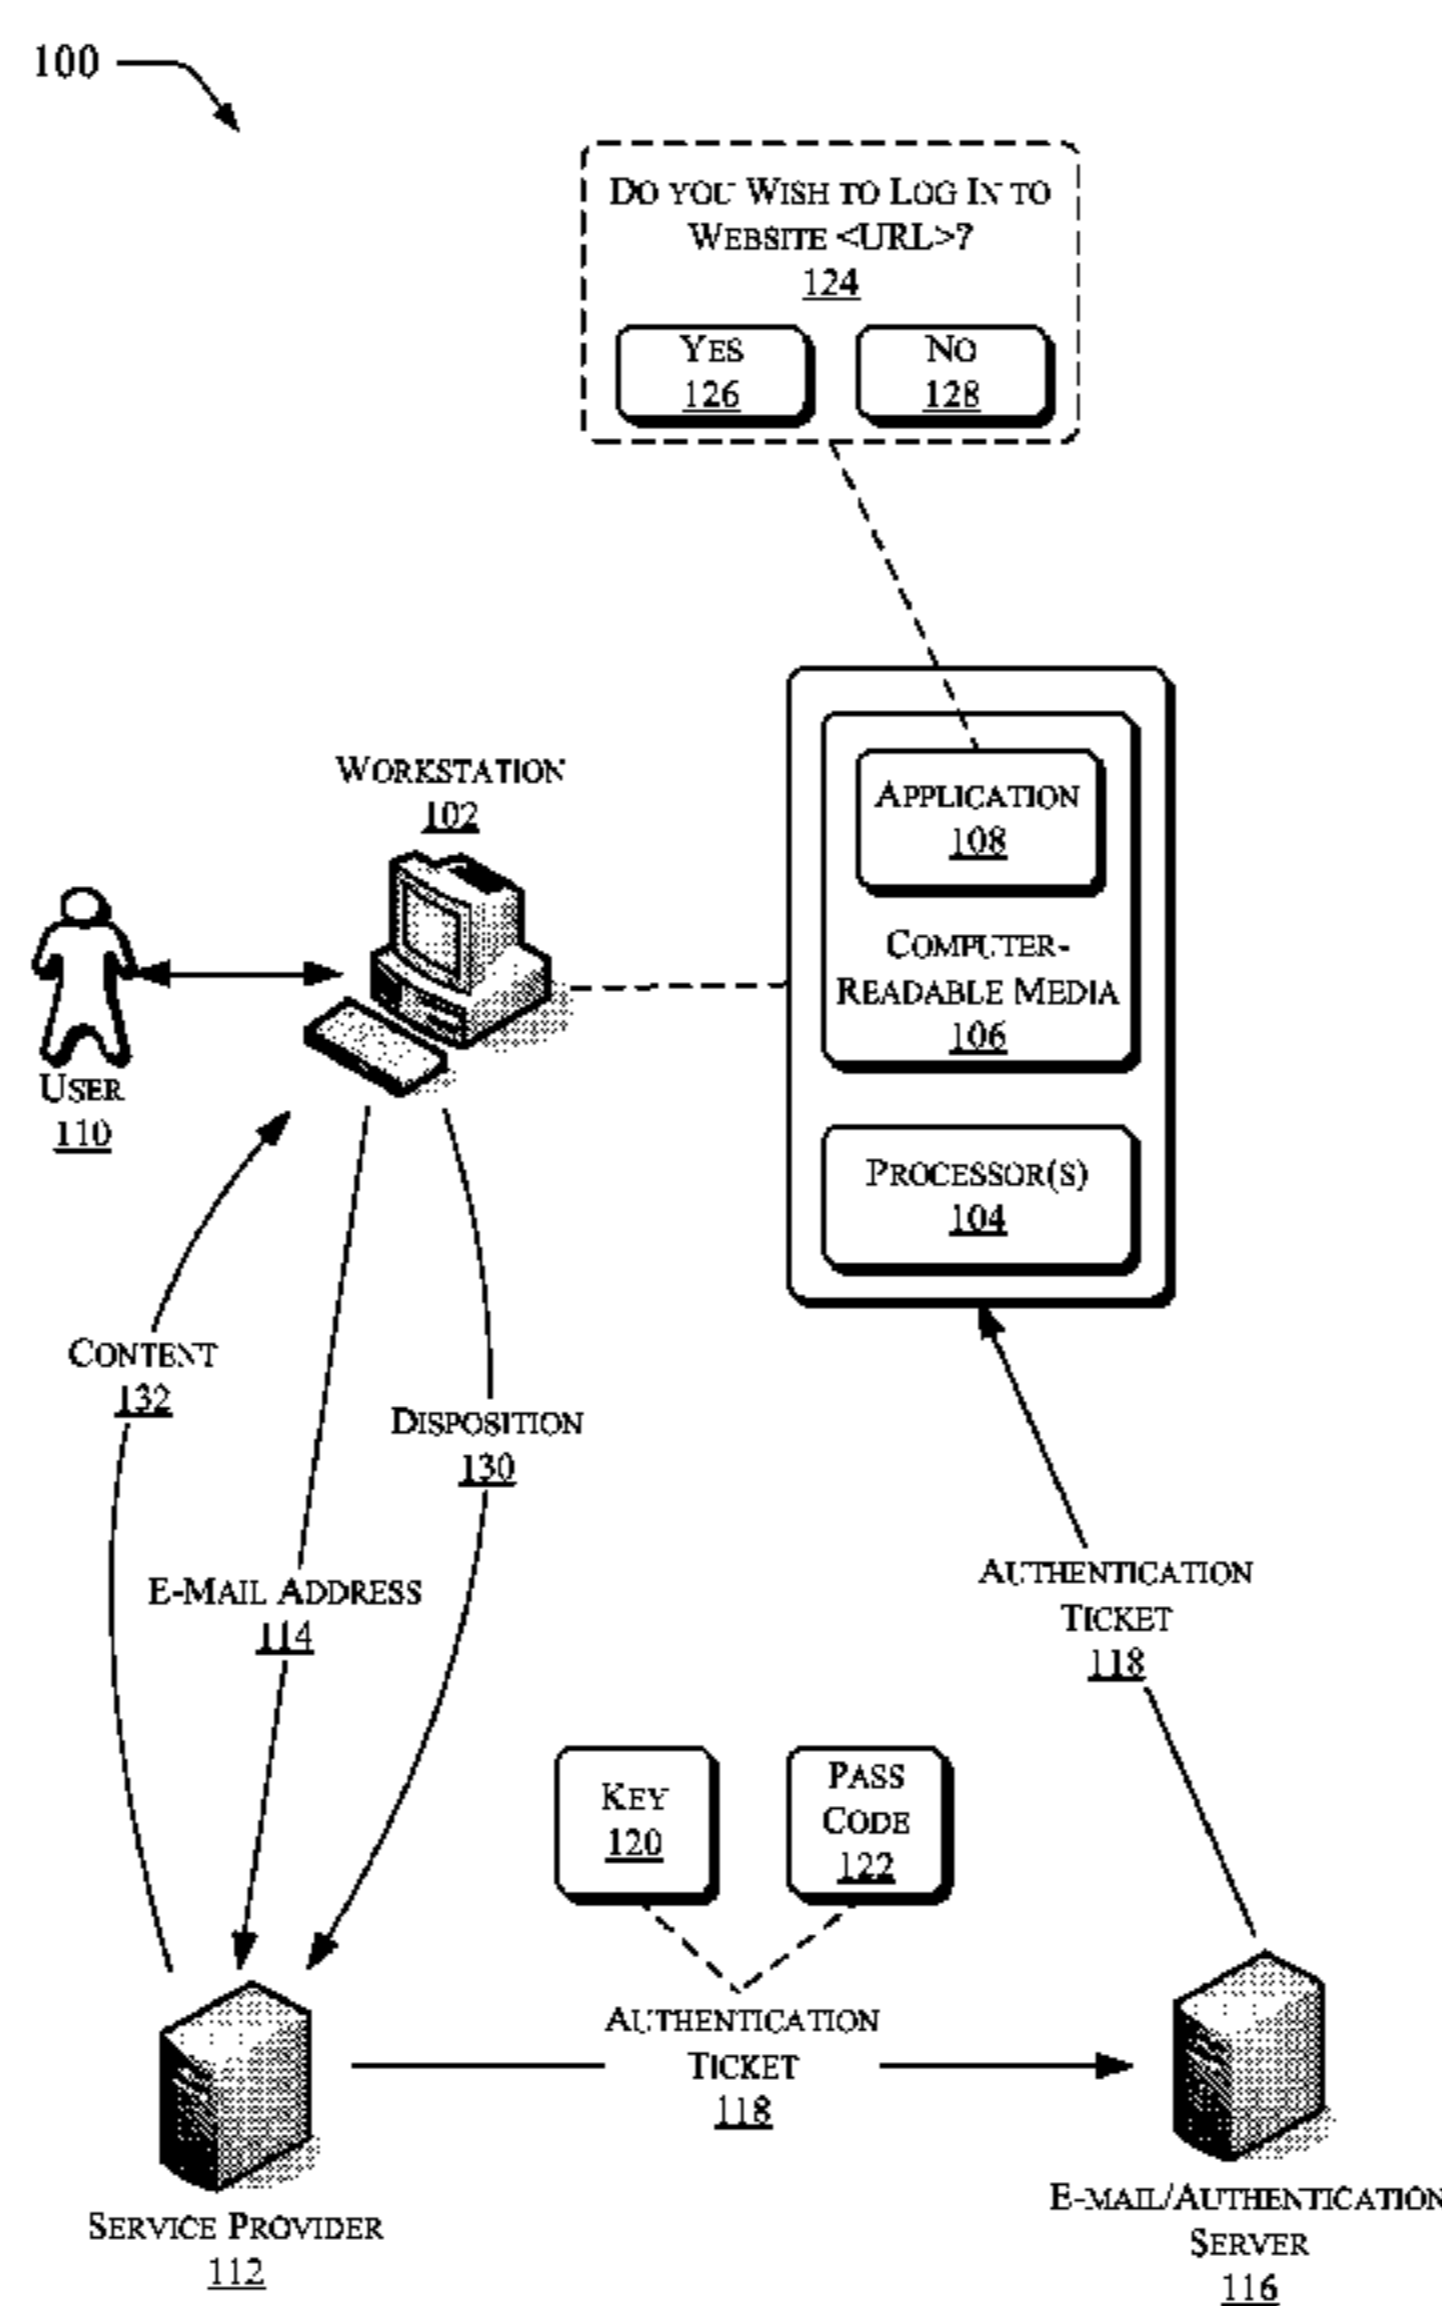 100
DO YOU WISH TO LOG IN TO
WEBSITE <URL>?
124
YES
126
NO
128
WORKSTATION
102
APPLICATION
108
COMPUTER-
READABLE MEDIA
106
USER
110
PROCESSOR(S)
104
CONTENT
132
DISPOSITION
130
E-MAIL ADDRESS
114
AUTHENTICATION
TICKET
118
KEY
120
PASS
CODE
122
AUTHENTICATION
TICKET
118
SERVICE PROVIDER
112
E-MAIL/AUTHENTICATION
SERVER
116